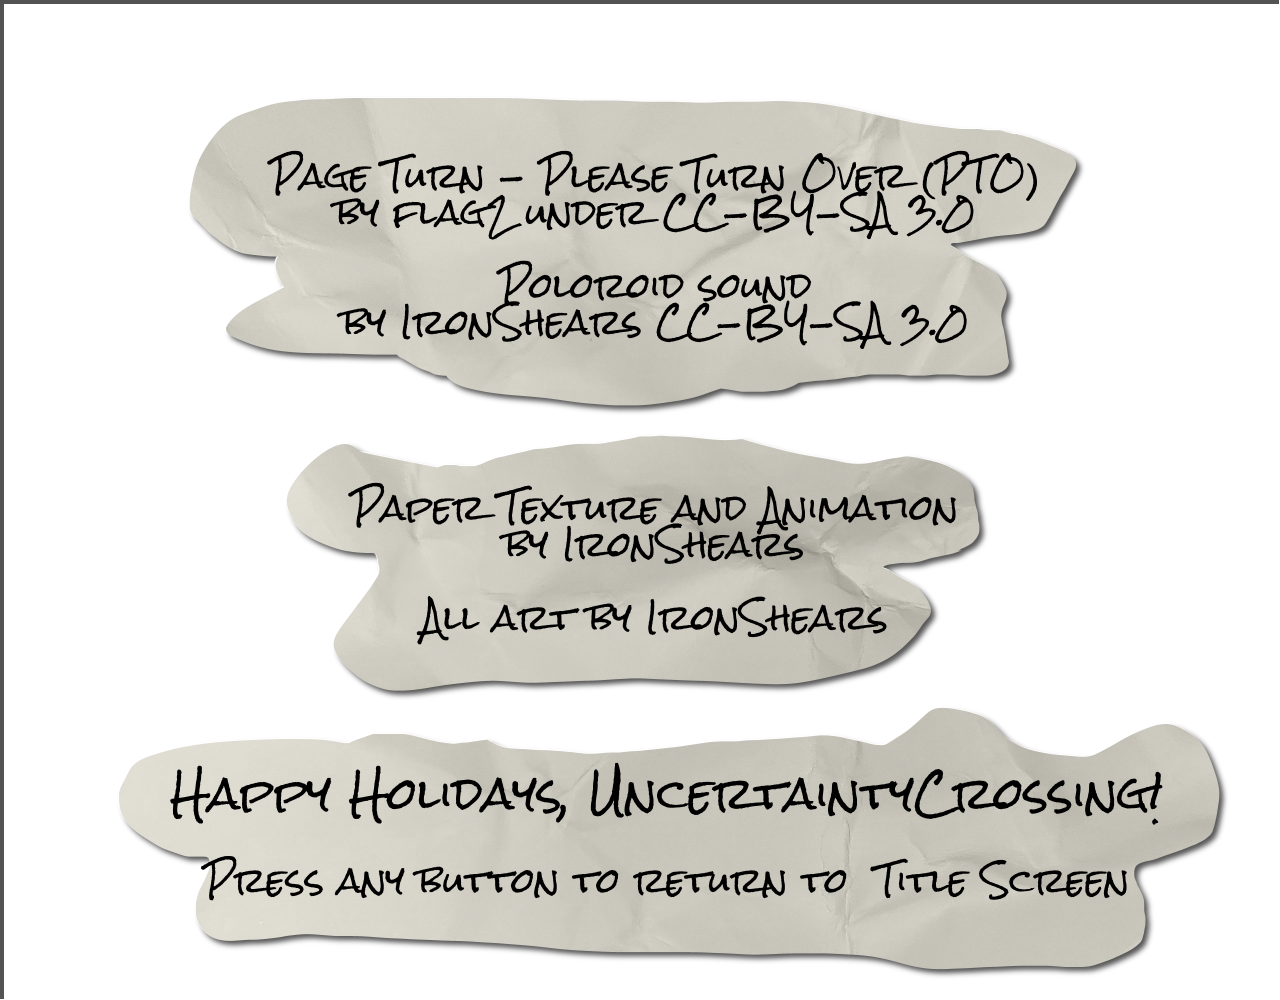 Page Turn – Please Turn Over (PTO)
by flag2 under CC-BY-SA 3.0
Poloroid sound
by IronShears CC-BY-SA 3.0
Paper Texture and Animation
by IronShears
All art by IronShears
Happy Holidays, UncertaintyCrossing!
Press any button to return to Title Screen